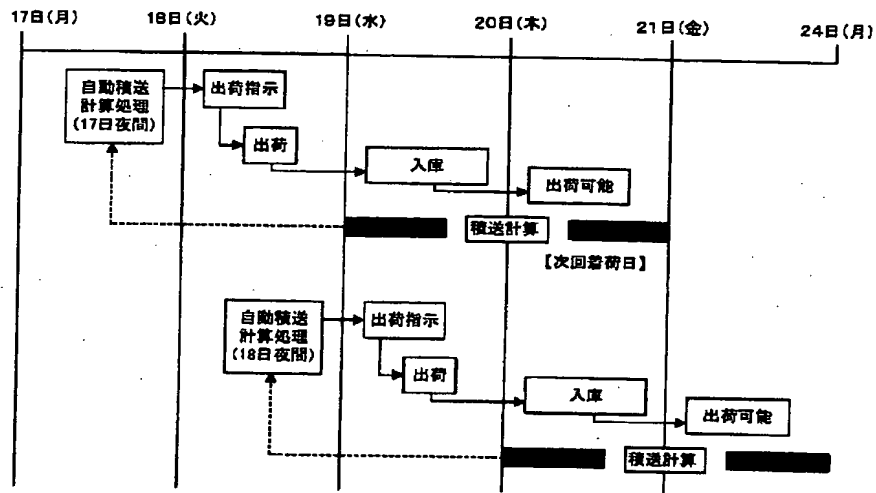 17日(月)
18日(火)
19日(水)
20日(木)
21日(金)
24日(月)
自動積送
計算処理
(17日夜間)
出荷指示
出荷
入庫
出荷可能
積送計算
【次回着荷日】
自動積送
計算処理
(18日夜間)
出荷指示
出荷
入庫
出荷可能
積送計算